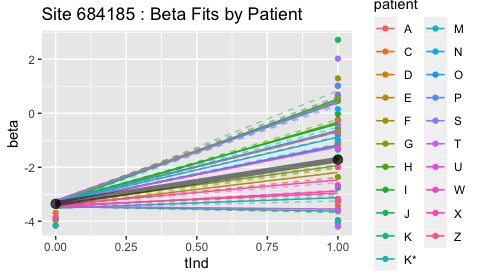 Site 684185 : Beta Fits by Patient
beta
2
0
-2
-4
0.00
0.25
0.50
0.75
1.00
tInd
patient
A
C
D
E
F
G
H
I
J
K
K*
M
N
O
P
S
T
U
W
X
Z